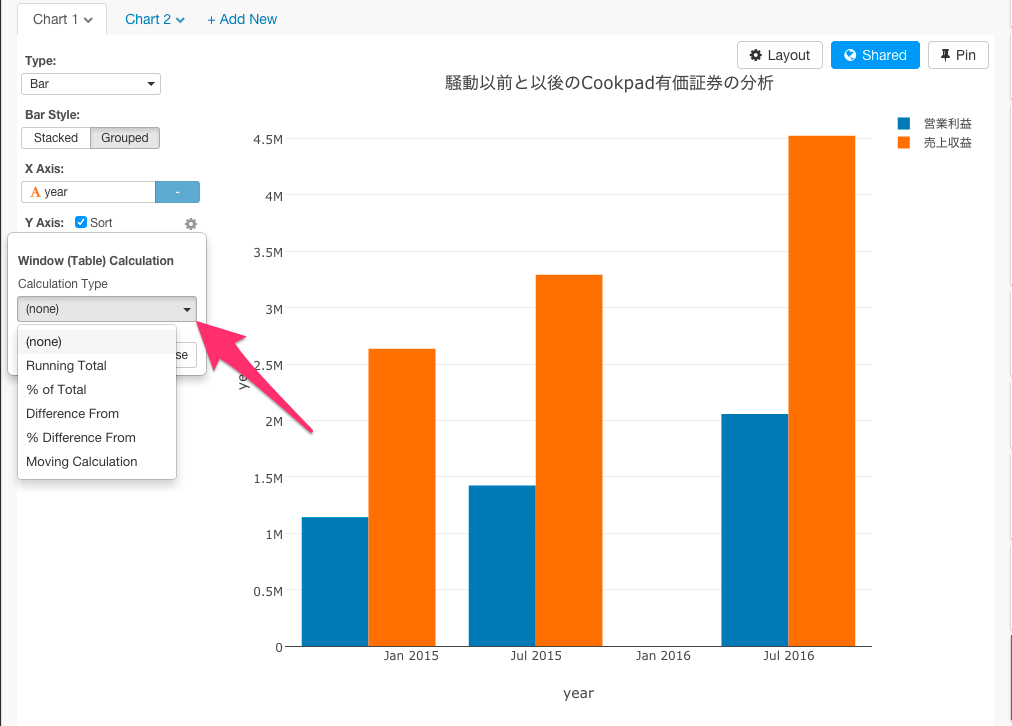 Chart 1
Chart 2
+ Add New
Type:
Bar
Bar Style:
Stacked
Grouped
X Axis:
A year
-
Y Axis:
Sort
Window (Table) Calculation
Calculation Type
(none)
(none)
Running Total
% of Total
Difference From
% Difference From
Moving Calculation
Layout
Shared
Pin
騒動以前と以後のCookpad有価証券の分析
営業利益
売上収益
4.5M
4M
3.5M
3M
2.5M
2M
1.5M
1M
0.5M
0
Jan 2015
Jul 2015
Jan 2016
Jul 2016
year